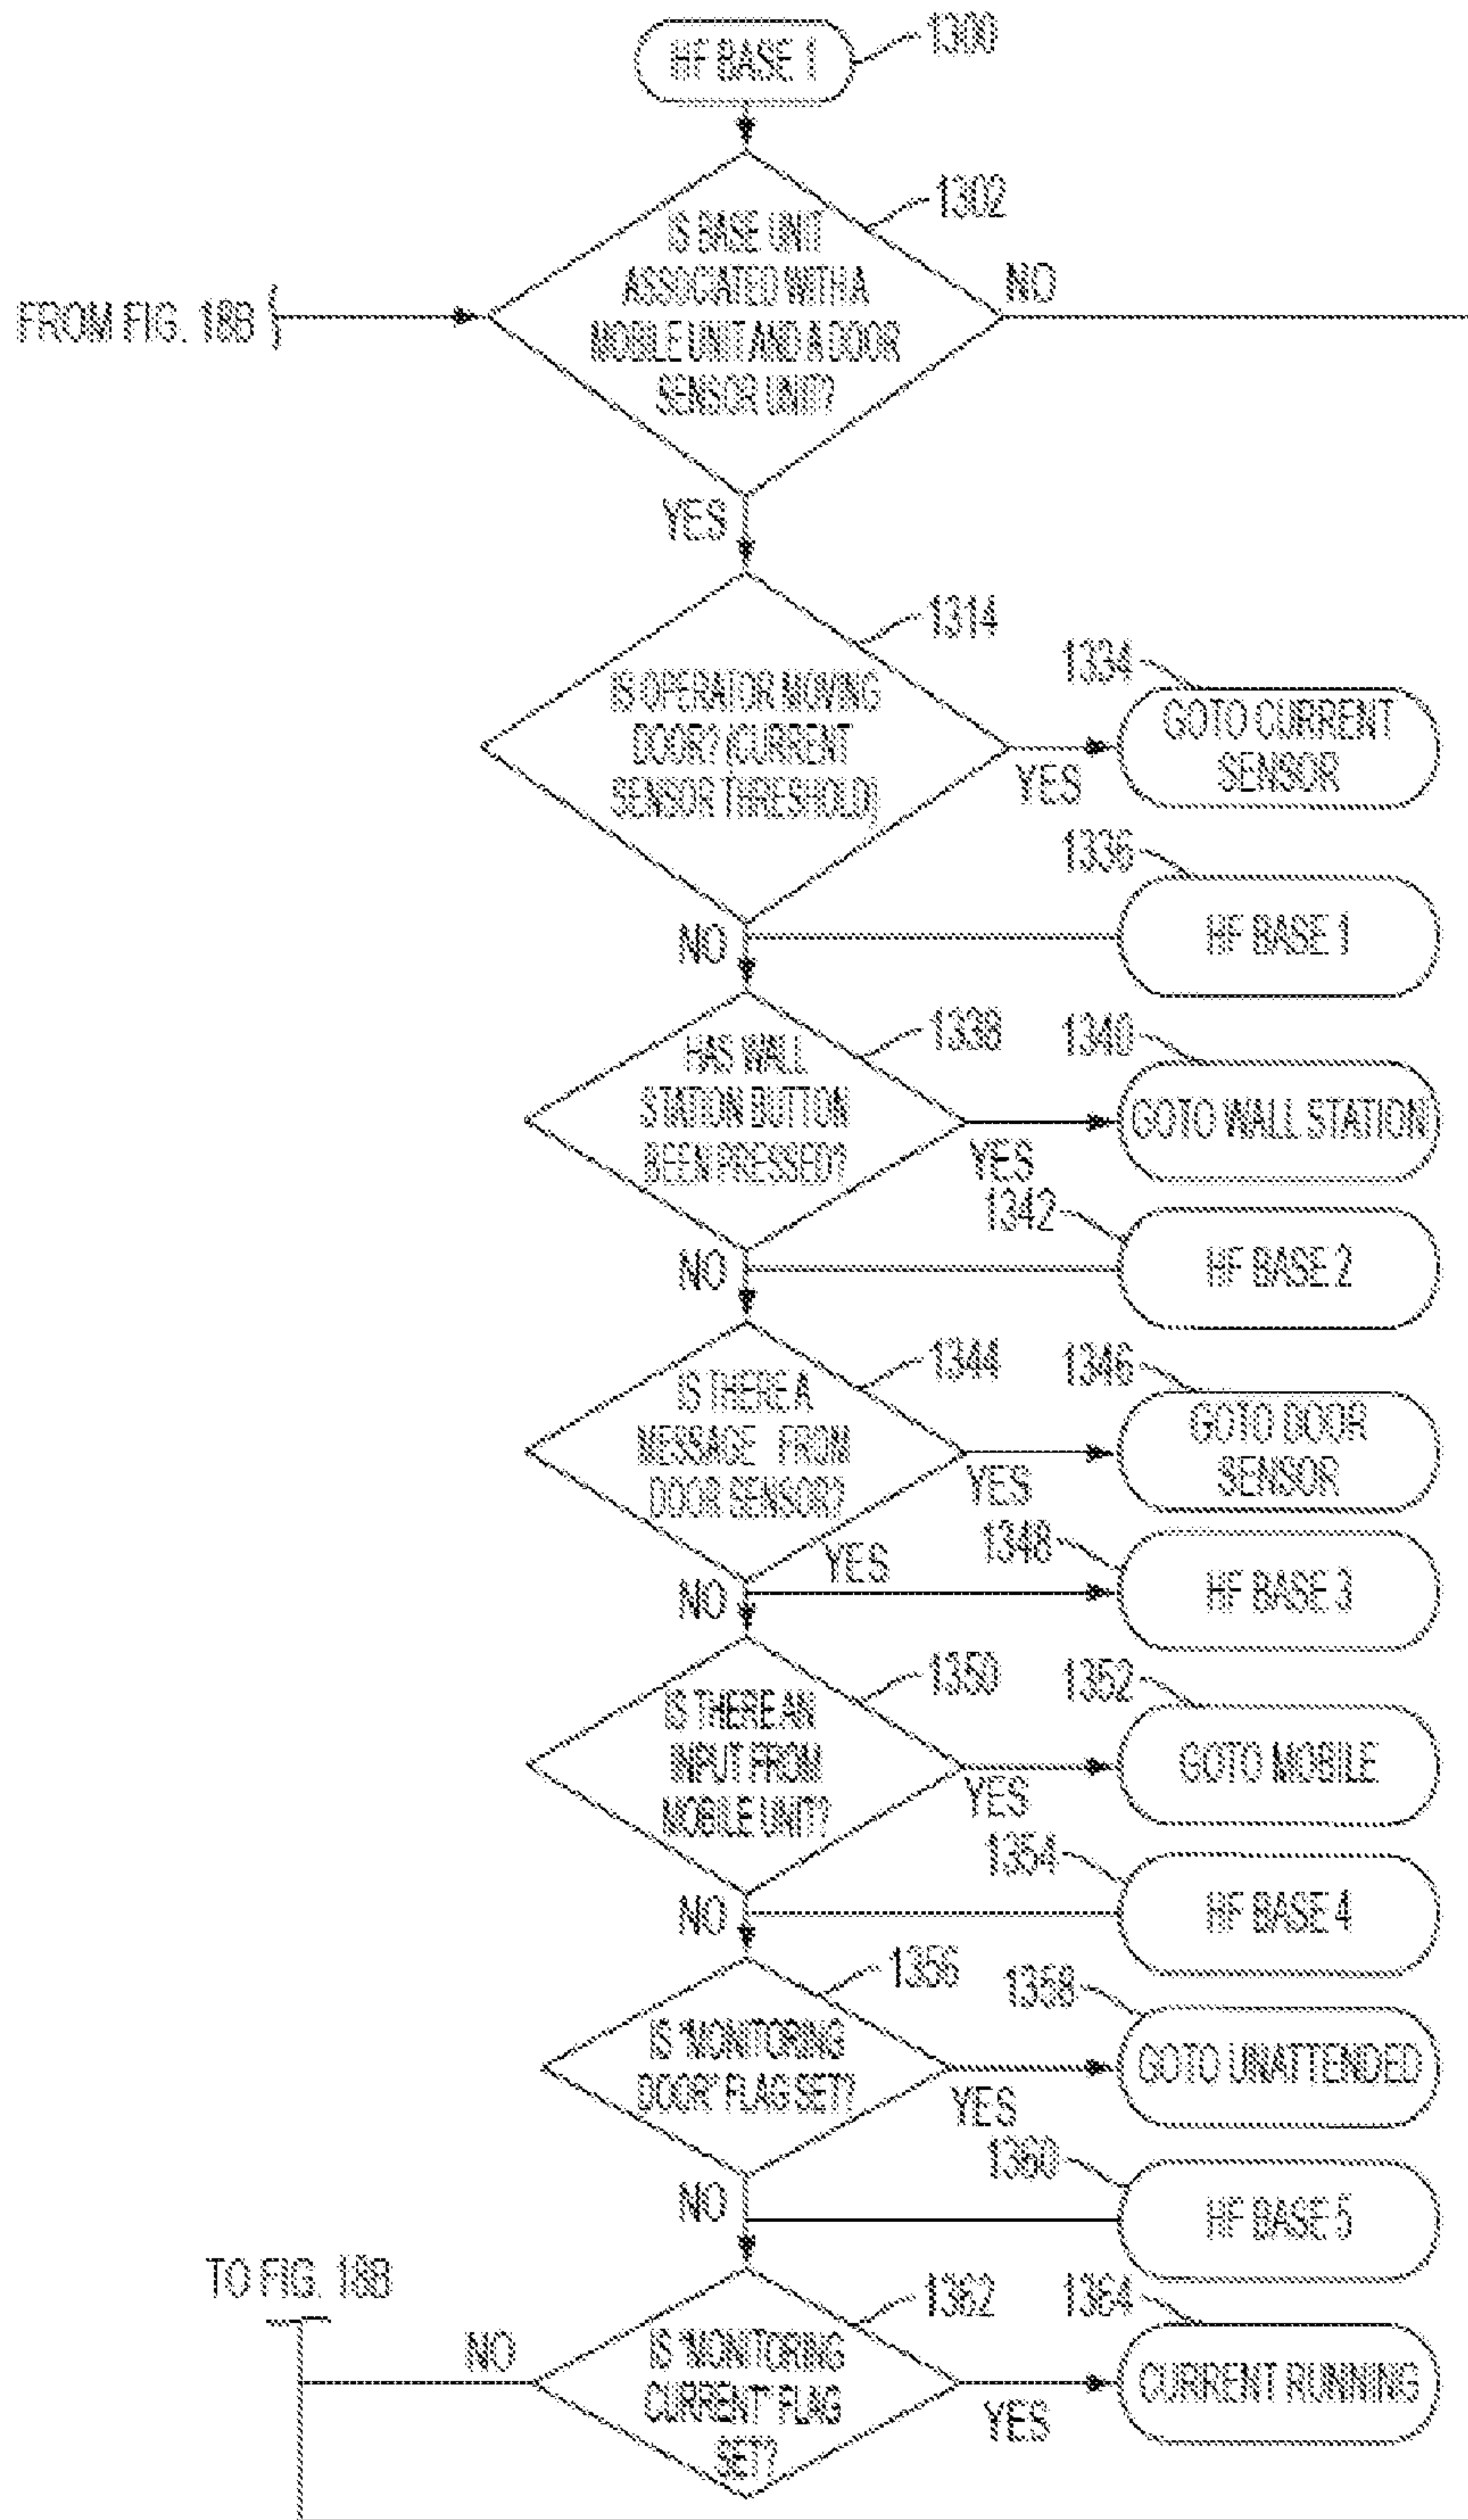 HF BASE 1
1300
1302
IS BASE UNIT
ASSOCIATED WITH A
MOBILE UNIT AND A DOOR
SENSOR UNIT?
NO
FROM FIG. 18B
YES
1314
IS OPERATOR MOVING
DOOR? (CURRENT
SENSOR THRESHOLD)
YES
1334
GOTO CURRENT
SENSOR
1336
HF BASE 1
NO
1338
HAS WALL
STATION BUTTON
BEEN PRESSED?
YES
1340
GOTO WALL STATION
1342
HF BASE 2
NO
1344
IS THERE A
MESSAGE FROM
DOOR SENSOR?
YES
1346
GOTO DOOR
SENSOR
1348
YES
HF BASE 3
NO
1350
IS THERE AN
INPUT FROM
MOBILE UNIT?
YES
1352
GOTO MOBILE
1354
HF BASE 4
NO
1356
IS "MONITORING
DOOR" FLAG SET?
YES
1358
GOTO UNATTENDED
1360
HF BASE 5
NO
TO FIG. 18B
1362
IS "MONITORING
CURRENT" FLAG
SET?
NO
YES
1364
CURRENT RUNNING